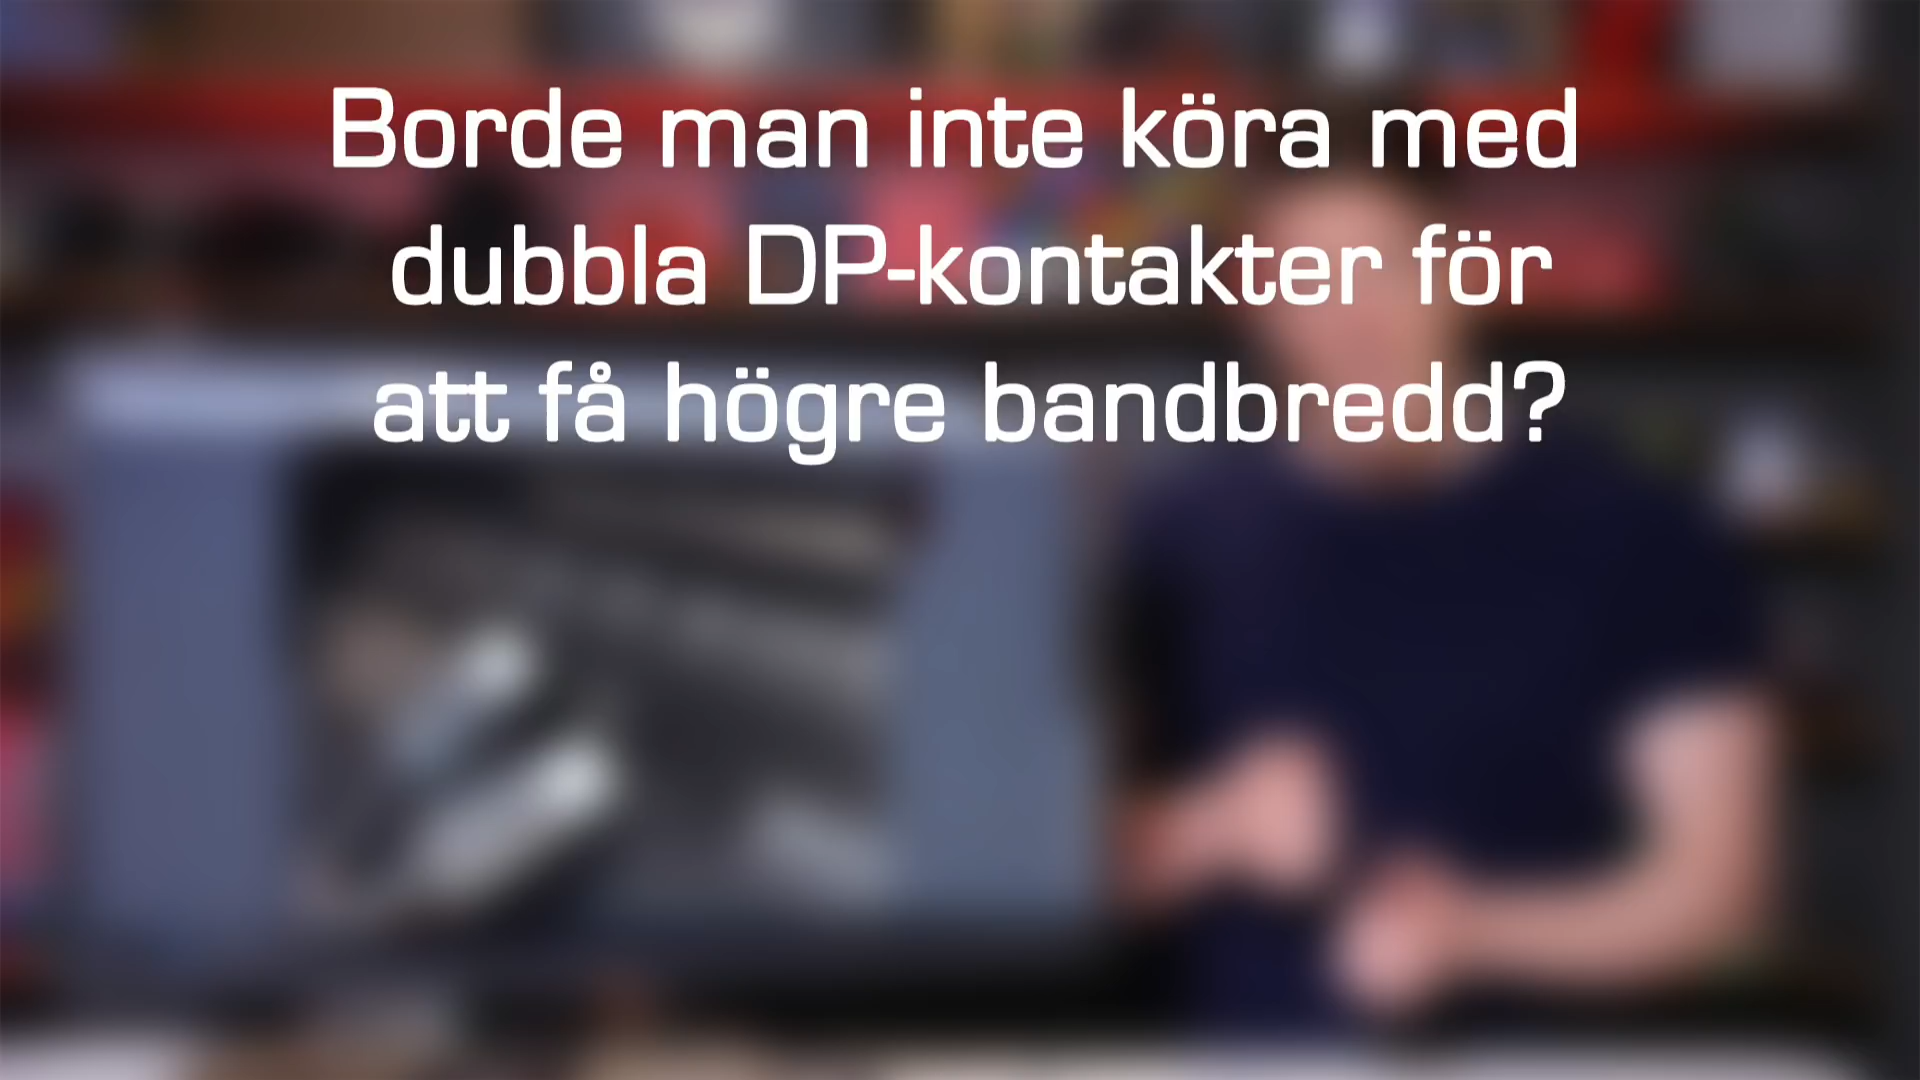 Borde man inte köra med
dubbla DP-kontakter för
att få högre bandbredd?